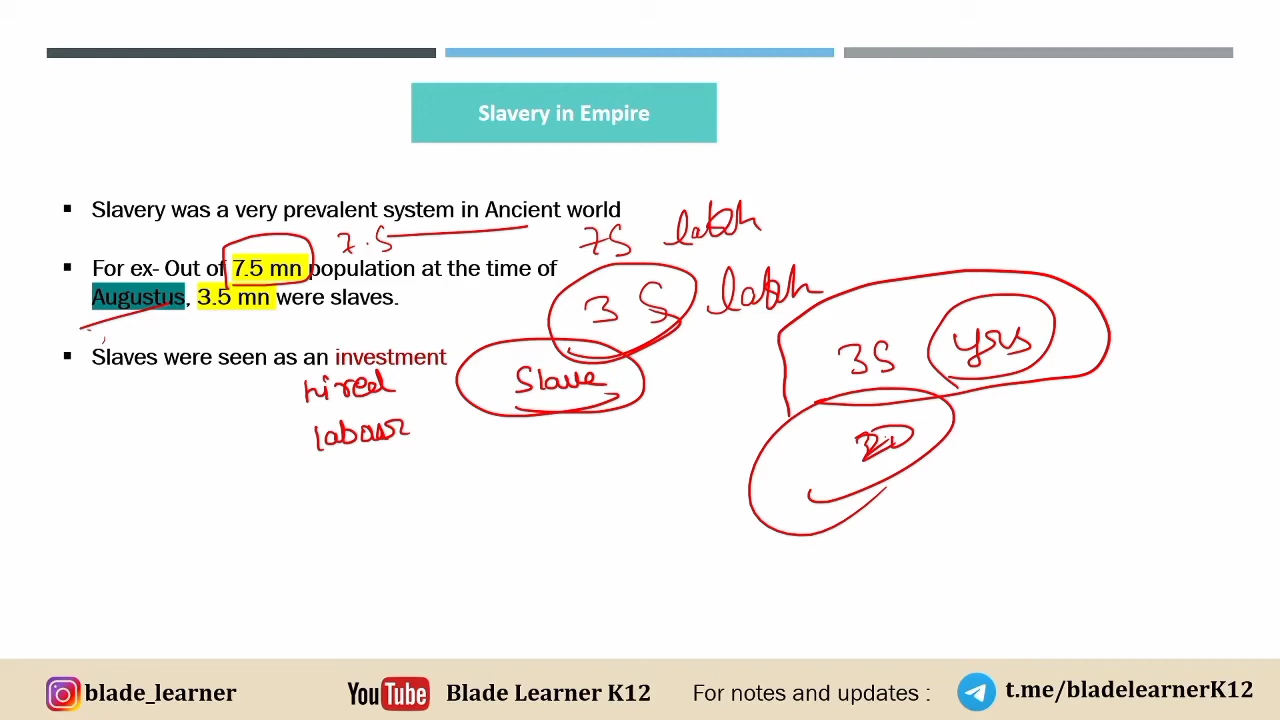 Slavery in Empire
▪ Slavery was a very prevalent system in Ancient world
7.5
75 lakh
▪ For ex- Out of 7.5 mn population at the time of
Augustus, 3.5 mn were slaves.
35 lakh
▪ Slaves were seen as an investment
hired
labour
Slave
35 yrs
blade_learner
YouTube Blade Learner K12
For notes and updates :
t.me/bladelearnerK12